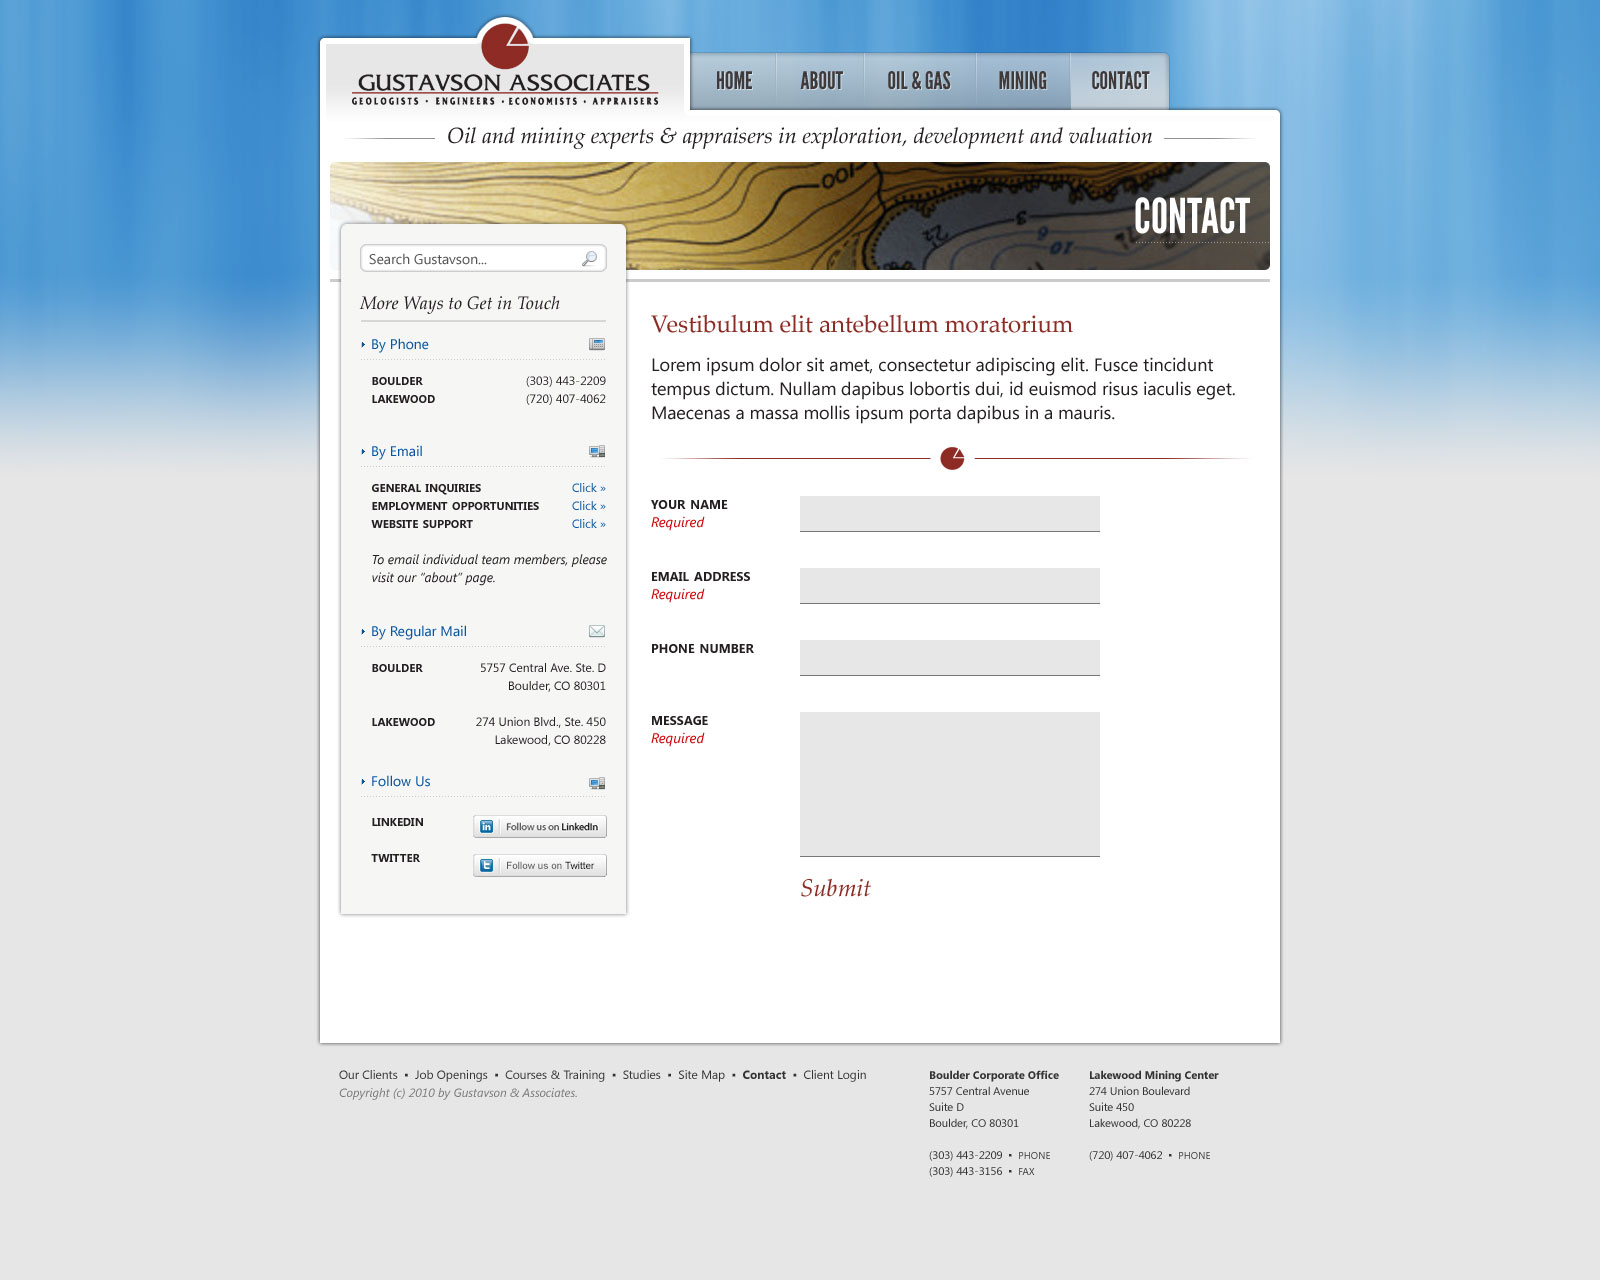 GUSTAVSON ASSOCIATES
GEOLOGISTS · ENGINEERS · ECONOMISTS · APPRAISERS
HOME
ABOUT
OIL & GAS
MINING
CONTACT
Oil and mining experts & appraisers in exploration, development and valuation
100
22
3
6
10
CONTACT
Search Gustavson...
More Ways to Get in Touch
By Phone
BOULDER (303) 443-2209
LAKEWOOD (720) 407-4062
By Email
GENERAL INQUIRIES Click »
EMPLOYMENT OPPORTUNITIES Click »
WEBSITE SUPPORT Click »
To email individual team members, please
visit our "about" page.
By Regular Mail
BOULDER 5757 Central Ave. Ste. D
Boulder, CO 80301
LAKEWOOD 274 Union Blvd., Ste. 450
Lakewood, CO 80228
Follow Us
LINKEDIN in Follow us on LinkedIn
TWITTER t Follow us on Twitter
Vestibulum elit antebellum moratorium
Lorem ipsum dolor sit amet, consectetur adipiscing elit. Fusce tincidunt
tempus dictum. Nullam dapibus lobortis dui, id euismod risus iaculis eget.
Maecenas a massa mollis ipsum porta dapibus in a mauris.
YOUR NAME
Required
EMAIL ADDRESS
Required
PHONE NUMBER
MESSAGE
Required
Submit
Our Clients ▪ Job Openings ▪ Courses & Training ▪ Studies ▪ Site Map ▪ Contact ▪ Client Login
Copyright (c) 2010 by Gustavson & Associates.
Boulder Corporate Office
5757 Central Avenue
Suite D
Boulder, CO 80301
(303) 443-2209 ▪ PHONE
(303) 443-3156 ▪ FAX
Lakewood Mining Center
274 Union Boulevard
Suite 450
Lakewood, CO 80228
(720) 407-4062 ▪ PHONE